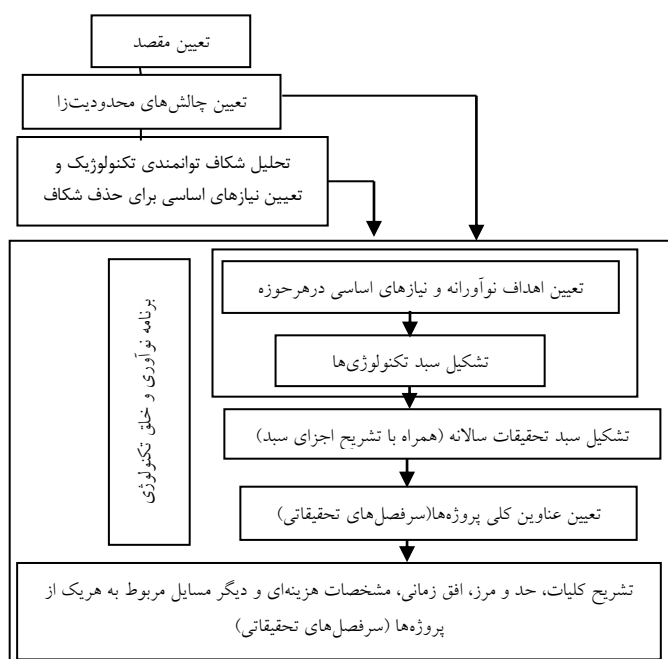 تعیین مقصد
تعیین چالش‌های محدودیت‌زا
تحلیل شکاف توانمندی تکنولوژیک و
تعیین نیازهای اساسی برای حذف شکاف
برنامه نوآوری و خلق تکنولوژی
تعیین اهداف نوآورانه و نیازهای اساسی درهرحوزه
تشکیل سبد تکنولوژی‌ها
تشکیل سبد تحقیقات سالانه (همراه با تشریح اجزای سبد)
تعیین عناوین کلی پروژه‌ها(سرفصل‌های تحقیقاتی)
تشریح کلیات، حد و مرز، افق زمانی، مشخصات هزینه‌ای و دیگر مسایل مربوط به هریک از
پروژه‌ها (سرفصل‌های تحقیقاتی)